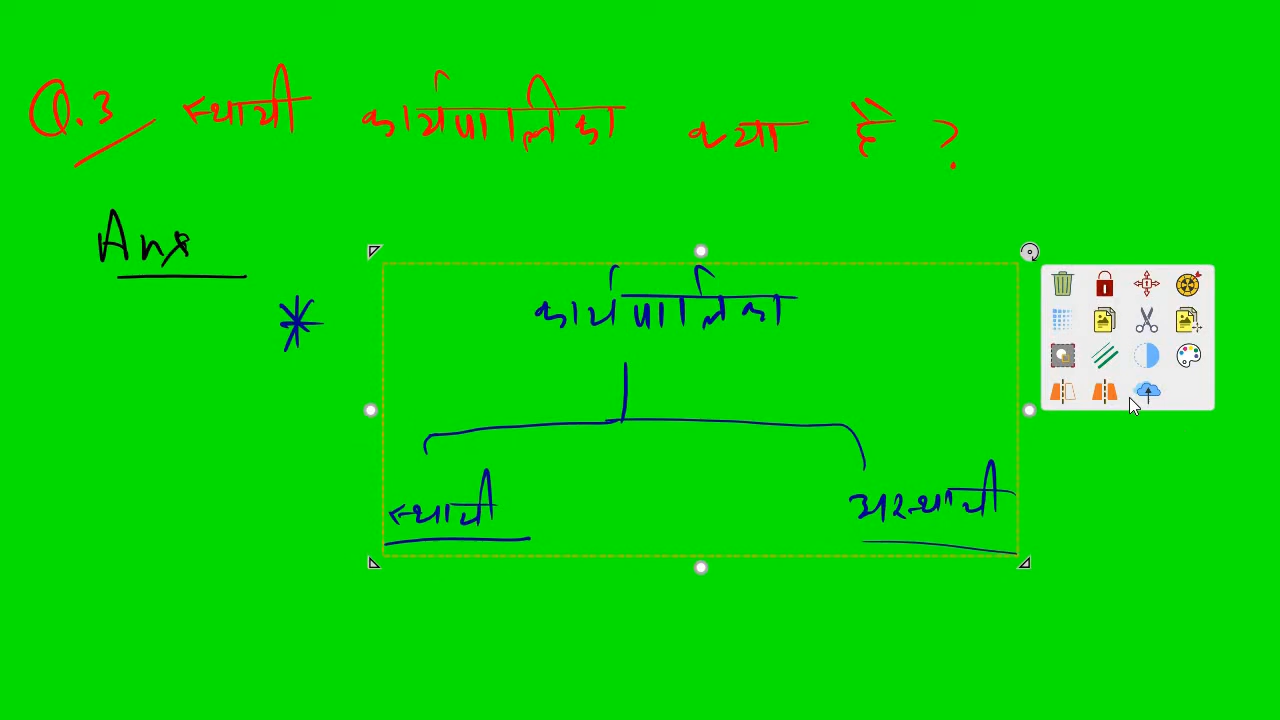 Q.3 स्थायी कार्यपालिका क्या है ?
Ans
* कार्यपालिका
स्थायी अस्थायी